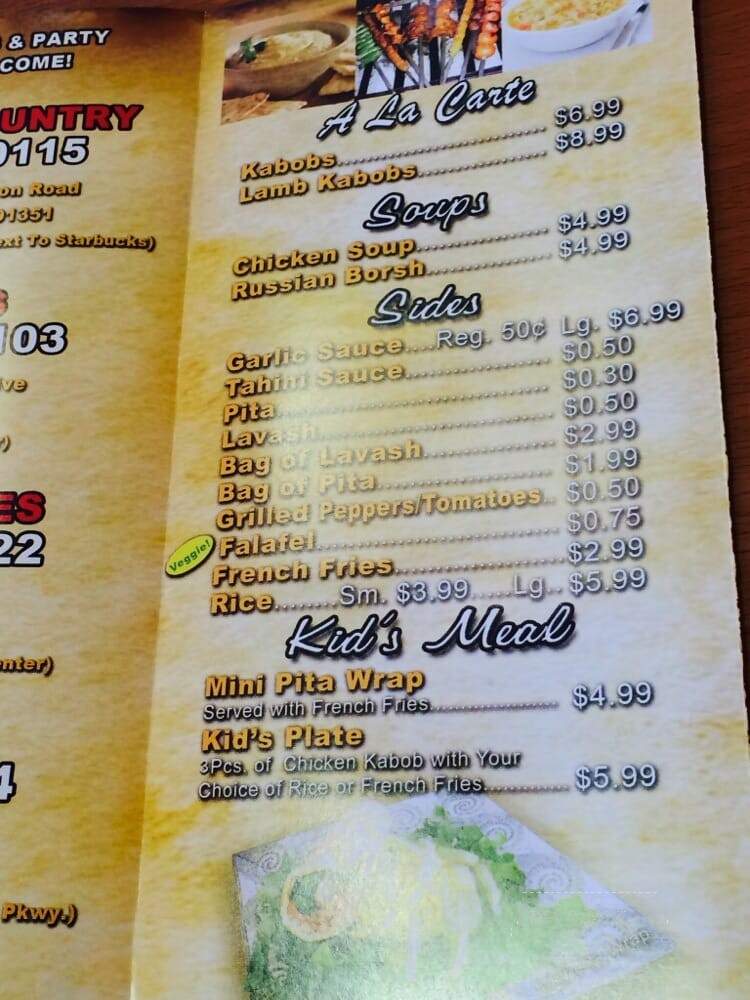 & PARTY
COME!
UNTRY
0115
on Road
91351
ext To Starbucks)
103
ive
ES
22
enter)
4
Pkwy.)
A La Carte
Kabobs........ $6.99
Lamb Kabobs........ $8.99
Soups
Chicken Soup........ $4.99
Russian Borsh........ $4.99
Sides
Garlic Sauce....Reg. 50¢ Lg. $6.99
Tahini Sauce........ $0.50
Pita........ $0.30
Lavash........ $0.50
Bag of Lavash........ $2.99
Bag of Pita........ $1.99
Grilled Peppers/Tomatoes.. $0.50
Veggie! Falafel........ $0.75
French Fries........ $2.99
Rice........Sm. $3.99.....Lg.. $5.99
Kid's Meal
Mini Pita Wrap
Served with French Fries........ $4.99
Kid's Plate
3Pcs. of Chicken Kabob with Your
Choice of Rice or French Fries........ $5.99